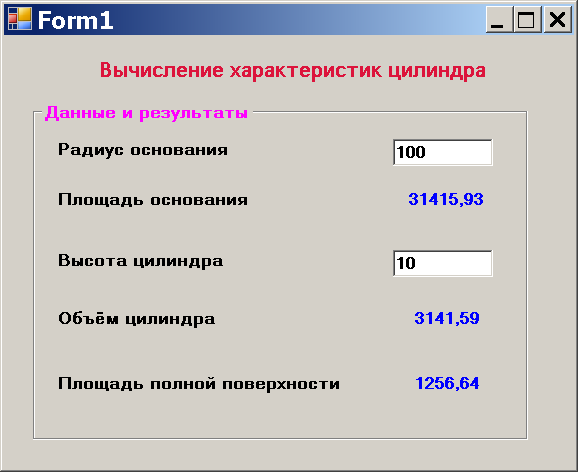 Form1
Вычисление характеристик цилиндра
Данные и результаты
Радиус основания 100
Площадь основания 31415,93
Высота цилиндра 10
Объём цилиндра 3141,59
Площадь полной поверхности 1256,64